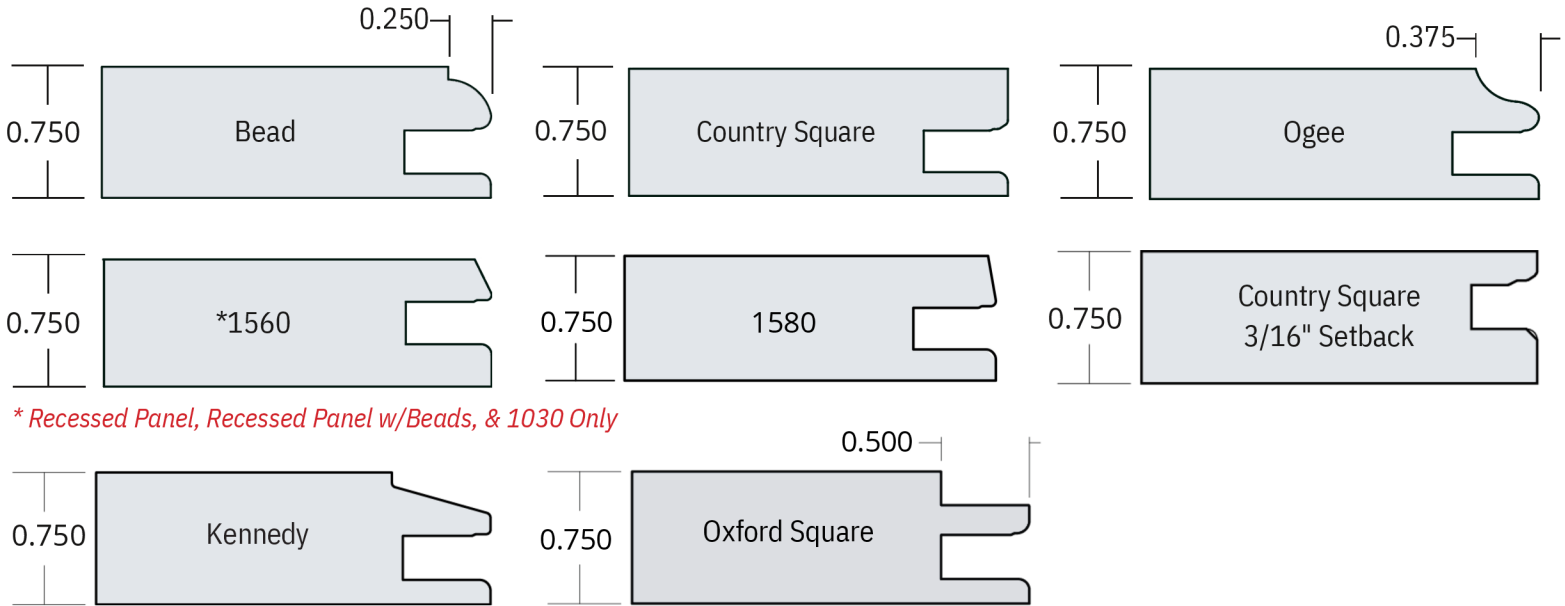 0.250
0.375
0.750
Bead
0.750
Country Square
0.750
Ogee
0.750
*1560
0.750
1580
0.750
Country Square
3/16" Setback
* Recessed Panel, Recessed Panel w/Beads, & 1030 Only
0.500
0.750
Kennedy
0.750
Oxford Square